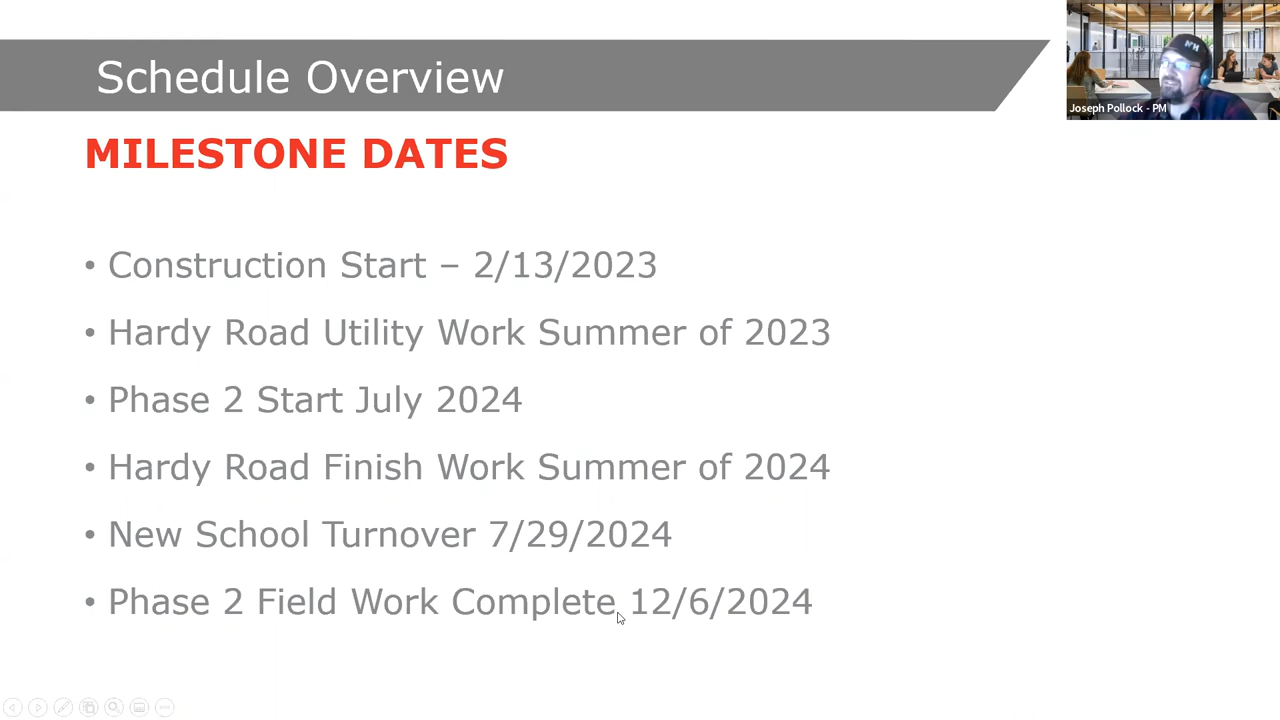 Schedule Overview
Joseph Pollock - PM
MILESTONE DATES
• Construction Start – 2/13/2023
• Hardy Road Utility Work Summer of 2023
• Phase 2 Start July 2024
• Hardy Road Finish Work Summer of 2024
• New School Turnover 7/29/2024
• Phase 2 Field Work Complete 12/6/2024